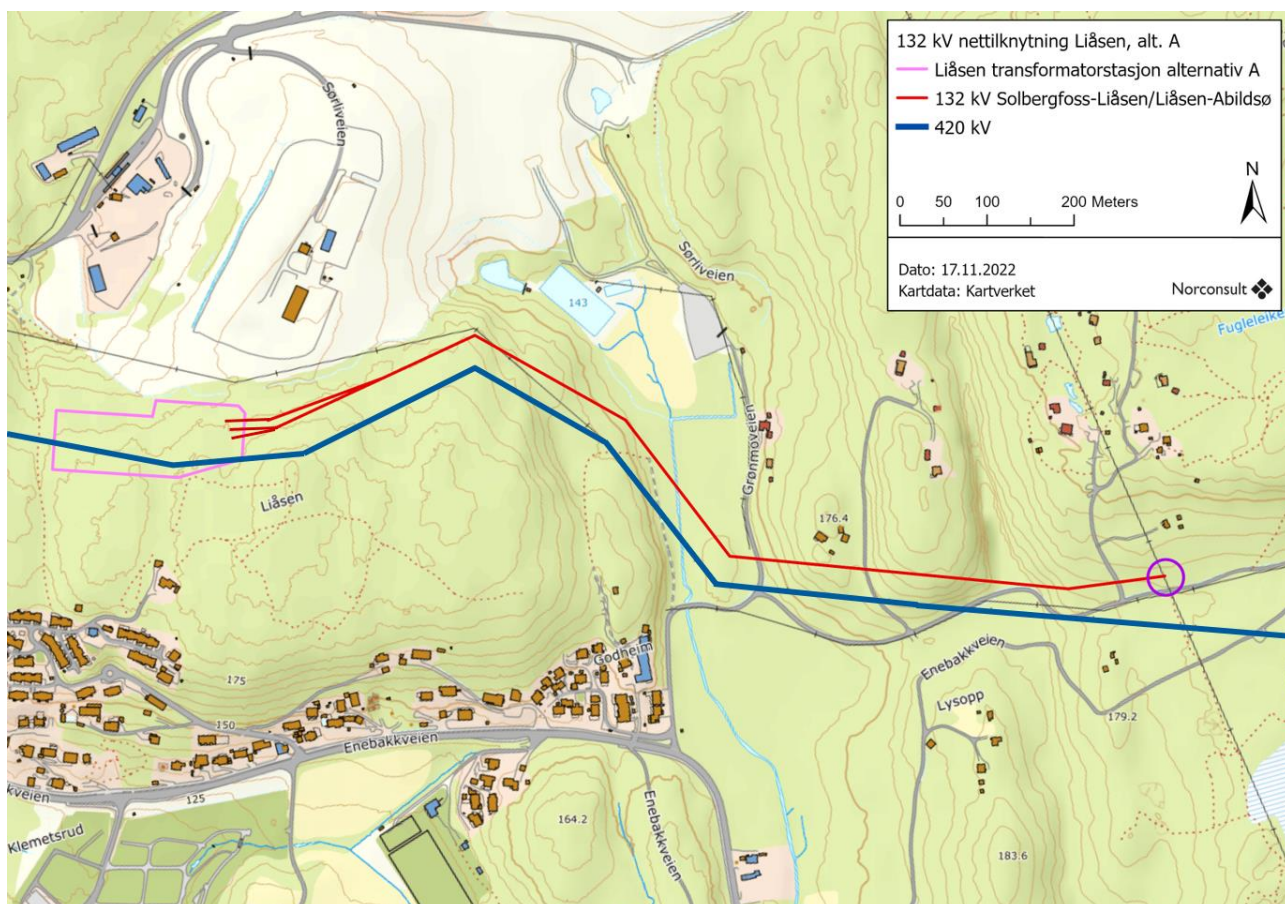 132 kV nettilknytning Liåsen, alt. A
Liåsen transformatorstasjon alternativ A
132 kV Solbergfoss-Liåsen/Liåsen-Abildsø
420 kV
N
0 50 100 200 Meters
Dato: 17.11.2022
Kartdata: Kartverket
Norconsult
Sørliveien
Sørliveien
143
Fugleleike
Grønmoveien
176.4
Liåsen
Godheim
Enebakkveien
Lysopp
175
179.2
150
Enebakkveien
kveien
125
Klemetsrud
164.2
Enebakkveien
183.6